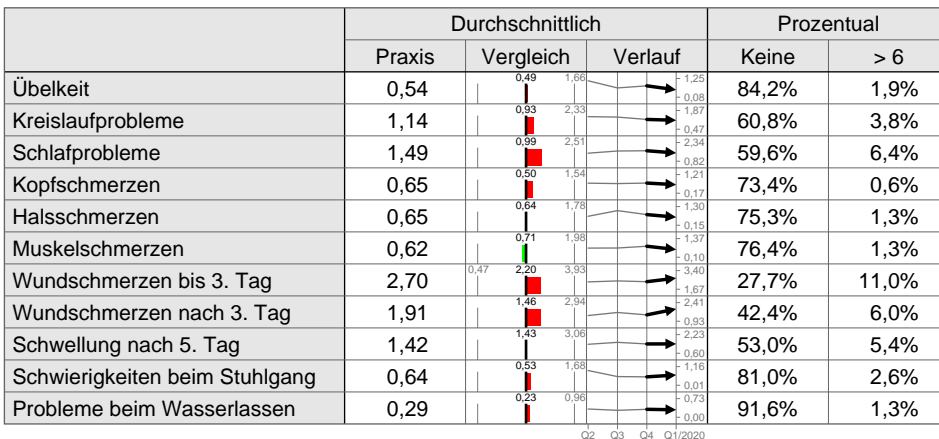 Durchschnittlich Prozentual
Praxis Vergleich Verlauf Keine > 6
Übelkeit 0,54 0,49 1,66 1,25 0,08 84,2% 1,9%
Kreislaufprobleme 1,14 0,93 2,33 1,87 0,47 60,8% 3,8%
Schlafprobleme 1,49 0,99 2,51 2,34 0,82 59,6% 6,4%
Kopfschmerzen 0,65 0,50 1,54 1,21 0,17 73,4% 0,6%
Halsschmerzen 0,65 0,64 1,78 1,30 0,15 75,3% 1,3%
Muskelschmerzen 0,62 0,71 1,98 1,37 0,10 76,4% 1,3%
Wundschmerzen bis 3. Tag 2,70 0,47 2,20 3,93 3,40 1,67 27,7% 11,0%
Wundschmerzen nach 3. Tag 1,91 1,46 2,94 2,41 0,93 42,4% 6,0%
Schwellung nach 5. Tag 1,42 1,43 3,06 2,23 0,60 53,0% 5,4%
Schwierigkeiten beim Stuhlgang 0,64 0,53 1,68 1,16 0,01 81,0% 2,6%
Probleme beim Wasserlassen 0,29 0,23 0,96 0,73 0,00 91,6% 1,3%
Q2 Q3 Q4 Q1/2020